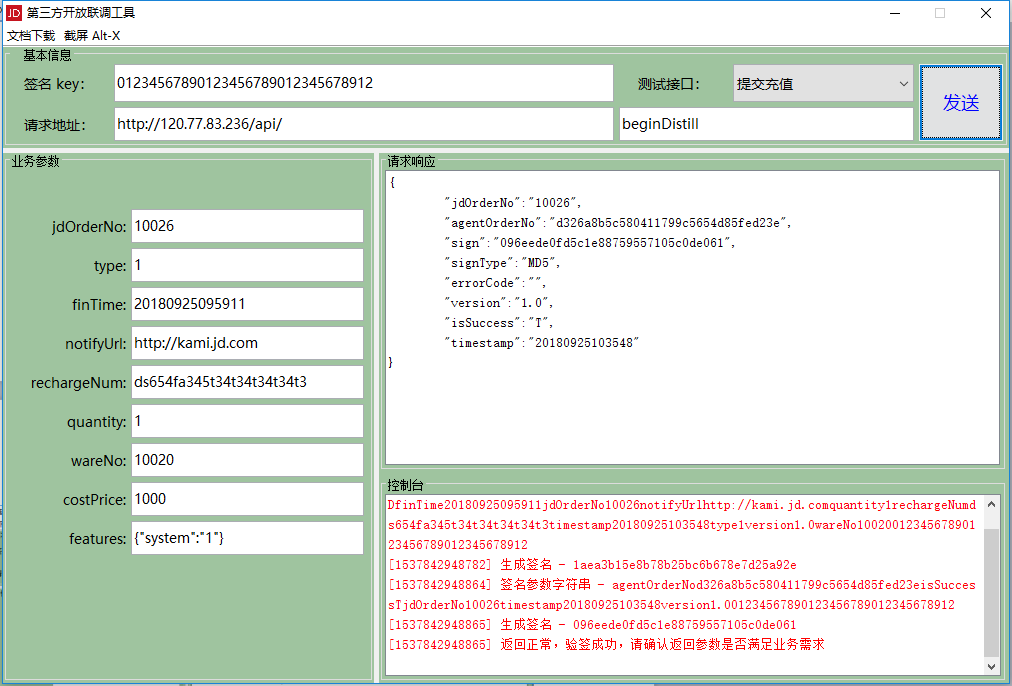 JD 第三方开放联调工具
文档下载 截屏 Alt-X
基本信息
签名 key： 01234567890123456789012345678912 测试接口： 提交充值
发送
请求地址： http://120.77.83.236/api/ beginDistill
业务参数
jdOrderNo: 10026
type: 1
finTime: 20180925095911
notifyUrl: http://kami.jd.com
rechargeNum: ds654fa345t34t34t34t34t3
quantity: 1
wareNo: 10020
costPrice: 1000
features: {"system":"1"}
请求响应
{
"jdOrderNo":"10026",
"agentOrderNo":"d326a8b5c580411799c5654d85fed23e",
"sign":"096eede0fd5c1e88759557105c0de061",
"signType":"MD5",
"errorCode":"",
"version":"1.0",
"isSuccess":"T",
"timestamp":"20180925103548"
}
控制台
DfinTime20180925095911jdOrderNo10026notifyUrlhttp://kami.jd.comquantity1rechargeNumd
s654fa345t34t34t34t34t3timestamp20180925103548type1version1.0wareNo10020012345678901
23456789012345678912
[1537842948782] 生成签名 - 1aea3b15e8b78b25bc6b678e7d25a92e
[1537842948864] 签名参数字符串 - agentOrderNod326a8b5c580411799c5654d85fed23eisSucces
sTjdOrderNo10026timestamp20180925103548version1.001234567890123456789012345678912
[1537842948865] 生成签名 - 096eede0fd5c1e88759557105c0de061
[1537842948865] 返回正常，验签成功，请确认返回参数是否满足业务需求